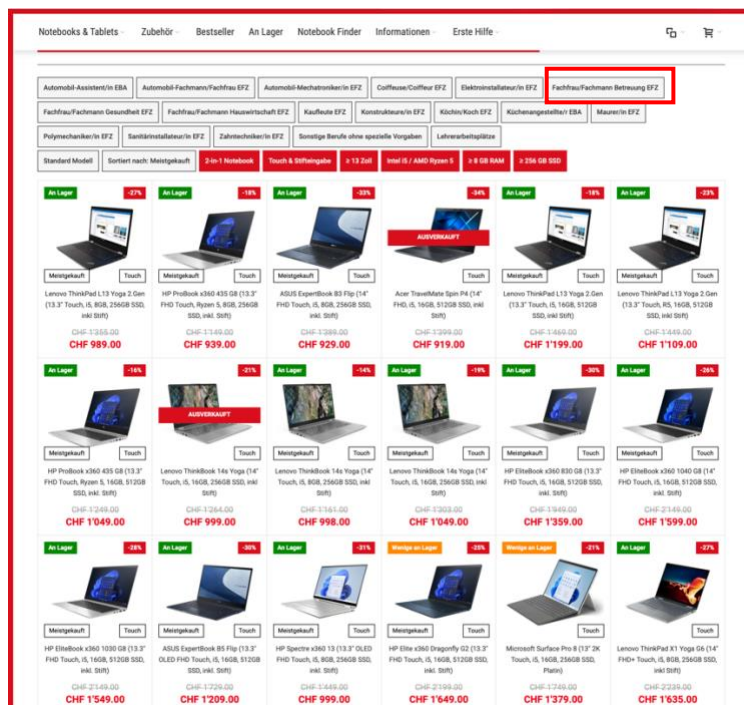 Notebooks & Tablets Zubehör Bestseller An Lager Notebook Finder Informationen Erste Hilfe
Automobil-Assistent/in EBA Automobil-Fachmann/Fachfrau EFZ Automobil-Mechatroniker/in EFZ Coiffeuse/Coiffeur EFZ Elektroinstallateur/in EFZ Fachfrau/Fachmann Betreuung EFZ
Fachfrau/Fachmann Gesundheit EFZ Fachfrau/Fachmann Hauswirtschaft EFZ Kaufleute EFZ Konstrukteure/in EFZ Köchin/Koch EFZ Küchenangestellte/r EBA Maurer/in EFZ
Polymechaniker/in EFZ Sanitärinstallateur/in EFZ Zahntechniker/in EFZ Sonstige Berufe ohne spezielle Vorgaben Lehrerarbeitsplätze
Standard Modell Sortiert nach: Meistgekauft 2-in-1 Notebook Touch & Stifteingabe ≥ 13 Zoll Intel i5 / AMD Ryzen 5 ≥ 8 GB RAM ≥ 256 GB SSD
An Lager -27% An Lager -18% An Lager -33% -34% An Lager -18% An Lager -23%
AUSVERKAUFT
Meistgekauft Touch Meistgekauft Touch Meistgekauft Touch Meistgekauft Touch Meistgekauft Touch Meistgekauft Touch
Lenovo ThinkPad L13 Yoga 2.Gen HP ProBook x360 435 G8 (13.3" ASUS ExpertBook B3 Flip (14" Acer TravelMate Spin P4 (14" Lenovo ThinkPad L13 Yoga 2.Gen Lenovo ThinkPad L13 Yoga 2.Gen
(13.3" Touch, i5, 8GB, 256GB FHD Touch, Ryzen 5, 8GB, 256GB FHD Touch, i5, 8GB, 256GB SSD, FHD, i5, 16GB, 512GB SSD, inkl (13.3" Touch, i5, 16GB, 512GB (13.3" Touch, R5, 16GB, 512GB
SSD, inkl Stift) SSD, inkl. Stift) inkl Stift) Stift) SSD, inkl Stift) SSD, inkl. Stift)
CHF 1'355.00 CHF 1'149.00 CHF 1'389.00 CHF 1'399.00 CHF 1'469.00 CHF 1'449.00
CHF 989.00 CHF 939.00 CHF 929.00 CHF 919.00 CHF 1'199.00 CHF 1'109.00
An Lager -16% -21% An Lager -14% An Lager -19% An Lager -30% An Lager -26%
AUSVERKAUFT
Meistgekauft Touch Meistgekauft Touch Meistgekauft Touch Meistgekauft Touch Meistgekauft Touch Meistgekauft Touch
HP ProBook x360 435 G8 (13.3" Lenovo ThinkBook 14s Yoga (14" Lenovo ThinkBook 14s Yoga (14" Lenovo ThinkBook 14s Yoga (14" HP EliteBook x360 830 G8 (13.3" HP EliteBook x360 1040 G8 (14"
FHD Touch, Ryzen 5, 16GB, 512GB Touch, i5, 16GB, 256GB SSD, inkl Touch, i5, 8GB, 256GB SSD, inkl Touch, i5, 16GB, 512GB SSD, inkl FHD Touch, i5, 16GB, 512GB SSD, FHD Touch, i5, 16GB, 512GB SSD,
SSD, inkl. Stift) Stift) Stift) Stift) inkl. Stift) inkl. Stift)
CHF 1'249.00 CHF 1'264.00 CHF 1'161.00 CHF 1'303.00 CHF 1'949.00 CHF 2'149.00
CHF 1'049.00 CHF 999.00 CHF 998.00 CHF 1'049.00 CHF 1'359.00 CHF 1'599.00
An Lager -28% An Lager -30% An Lager -31% Wenige an Lager -25% Wenige an Lager -21% An Lager -27%
Meistgekauft Touch Meistgekauft Touch Meistgekauft Touch Meistgekauft Touch Meistgekauft Touch Meistgekauft Touch
HP EliteBook x360 1030 G8 (13.3" ASUS ExpertBook B5 Flip (13.3" HP Spectre x360 13 (13.3" OLED HP Elite x360 Dragonfly G2 (13.3" Microsoft Surface Pro 8 (13" 2K Lenovo ThinkPad X1 Yoga G6 (14"
FHD Touch, i5, 16GB, 512GB SSD, OLED FHD Touch, i5, 16GB, 512GB FHD Touch, i5, 8GB, 256GB SSD, FHD Touch, i5, 16GB, 512GB SSD, Touch, i5, 16GB, 256GB SSD, FHD+ Touch, i5, 8GB, 256GB SSD,
inkl. Stift) SSD, inkl. Stift) inkl. Stift) inkl. Stift) Platin) inkl. Stift)
CHF 2'149.00 CHF 1'729.00 CHF 1'449.00 CHF 2'199.00 CHF 1'749.00 CHF 2'239.00
CHF 1'549.00 CHF 1'209.00 CHF 999.00 CHF 1'649.00 CHF 1'379.00 CHF 1'635.00